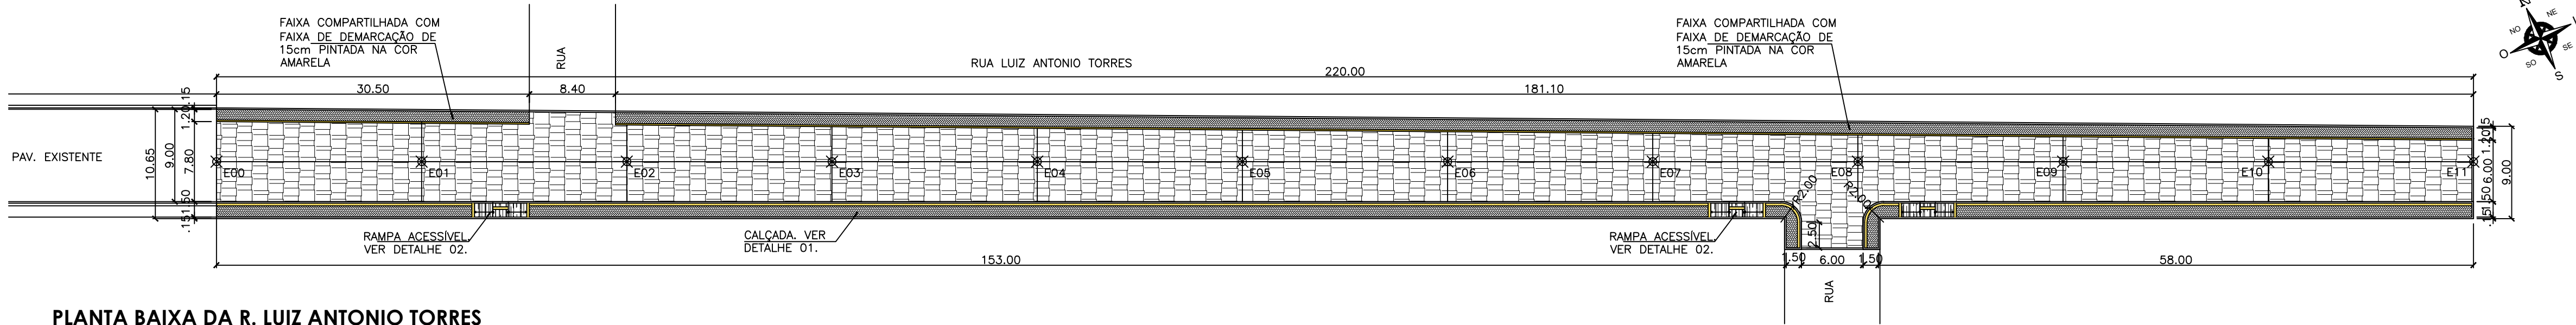 FAIXA COMPARTILHADA COM
FAIXA DE DEMARCAÇÃO DE
15cm PINTADA NA COR
AMARELA
RUA
RUA LUIZ ANTONIO TORRES
FAIXA COMPARTILHADA COM
FAIXA DE DEMARCAÇÃO DE
15cm PINTADA NA COR
AMARELA
N
NE
SE
S
SO
O
NO
220.00
30.50
8.40
181.10
PAV. EXISTENTE
10.65
9.00
.15
1.20
7.80
1.50
.15
E00
E01
E02
E03
E04
E05
E06
E07
E08
E09
E10
E11
.15
1.20
6.00
1.50
.15
9.00
R2.00
R2.00
2.50
RAMPA ACESSÍVEL.
VER DETALHE 02.
CALÇADA. VER
DETALHE 01.
RAMPA ACESSÍVEL.
VER DETALHE 02.
153.00
1.50
6.00
1.50
58.00
RUA
PLANTA BAIXA DA R. LUIZ ANTONIO TORRES